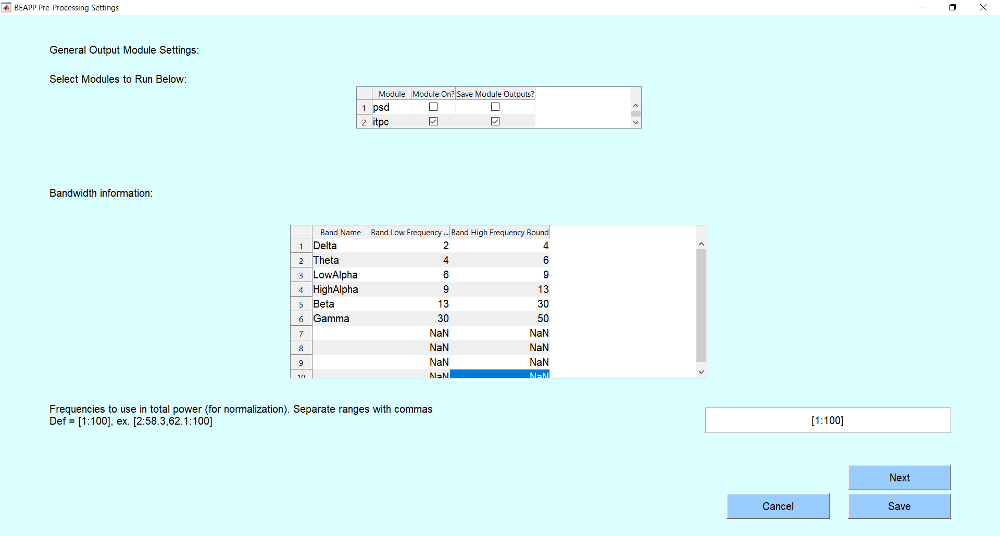 BEAPP Pre-Processing Settings
General Output Module Settings:
Select Modules to Run Below:
Module Module On? Save Module Outputs?
1 psd
2 itpc
Bandwidth information:
Band Name Band Low Frequency ... Band High Frequency Bound
1 Delta 2 4
2 Theta 4 6
3 LowAlpha 6 9
4 HighAlpha 9 13
5 Beta 13 30
6 Gamma 30 50
7 NaN NaN
8 NaN NaN
9 NaN NaN
10 NaN NaN
Frequencies to use in total power (for normalization). Separate ranges with commas
Def = [1:100], ex. [2:58.3,62.1:100]
[1:100]
Next
Cancel Save